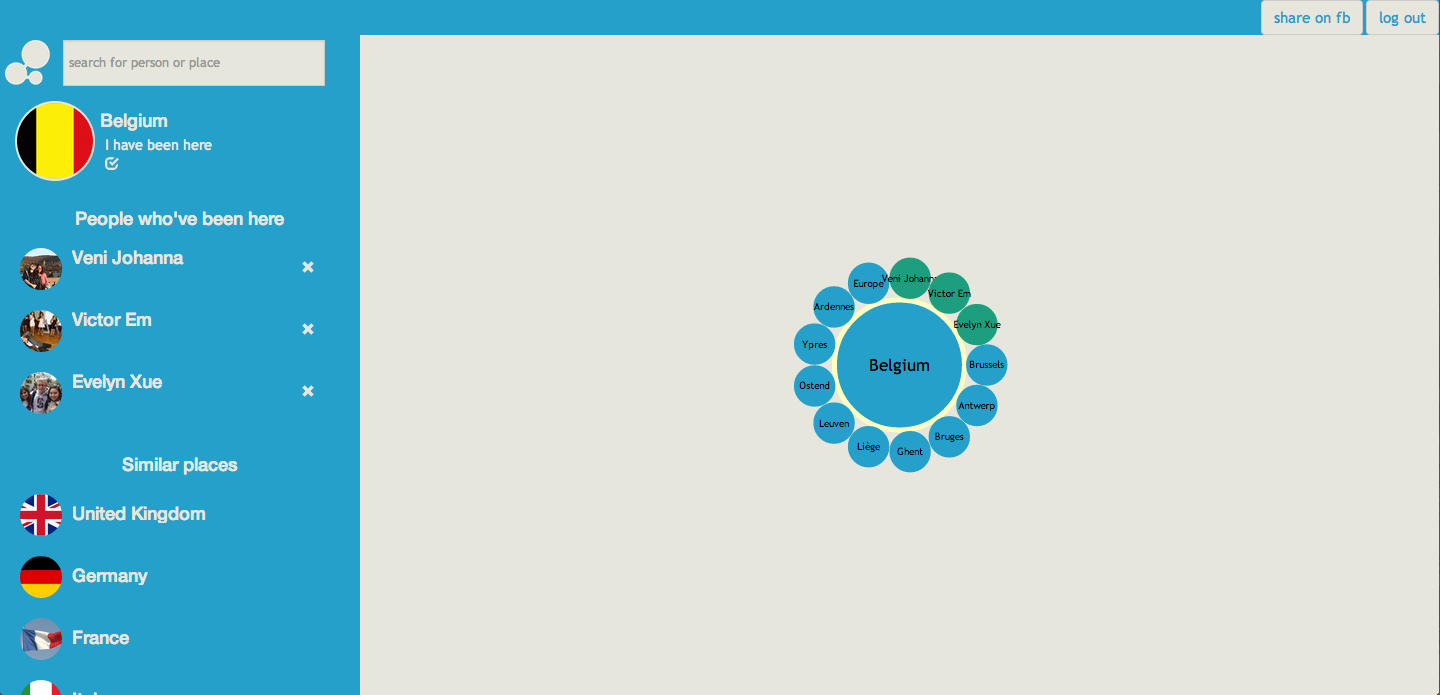 share on fb
log out
search for person or place
Belgium
I have been here
People who've been here
Veni Johanna
Victor Em
Evelyn Xue
Similar places
United Kingdom
Germany
France
Europe
Veni Johann
Victor Em
Ardennes
Evelyn Xue
Ypres
Belgium
Brussels
Ostend
Antwerp
Leuven
Bruges
Liège
Ghent